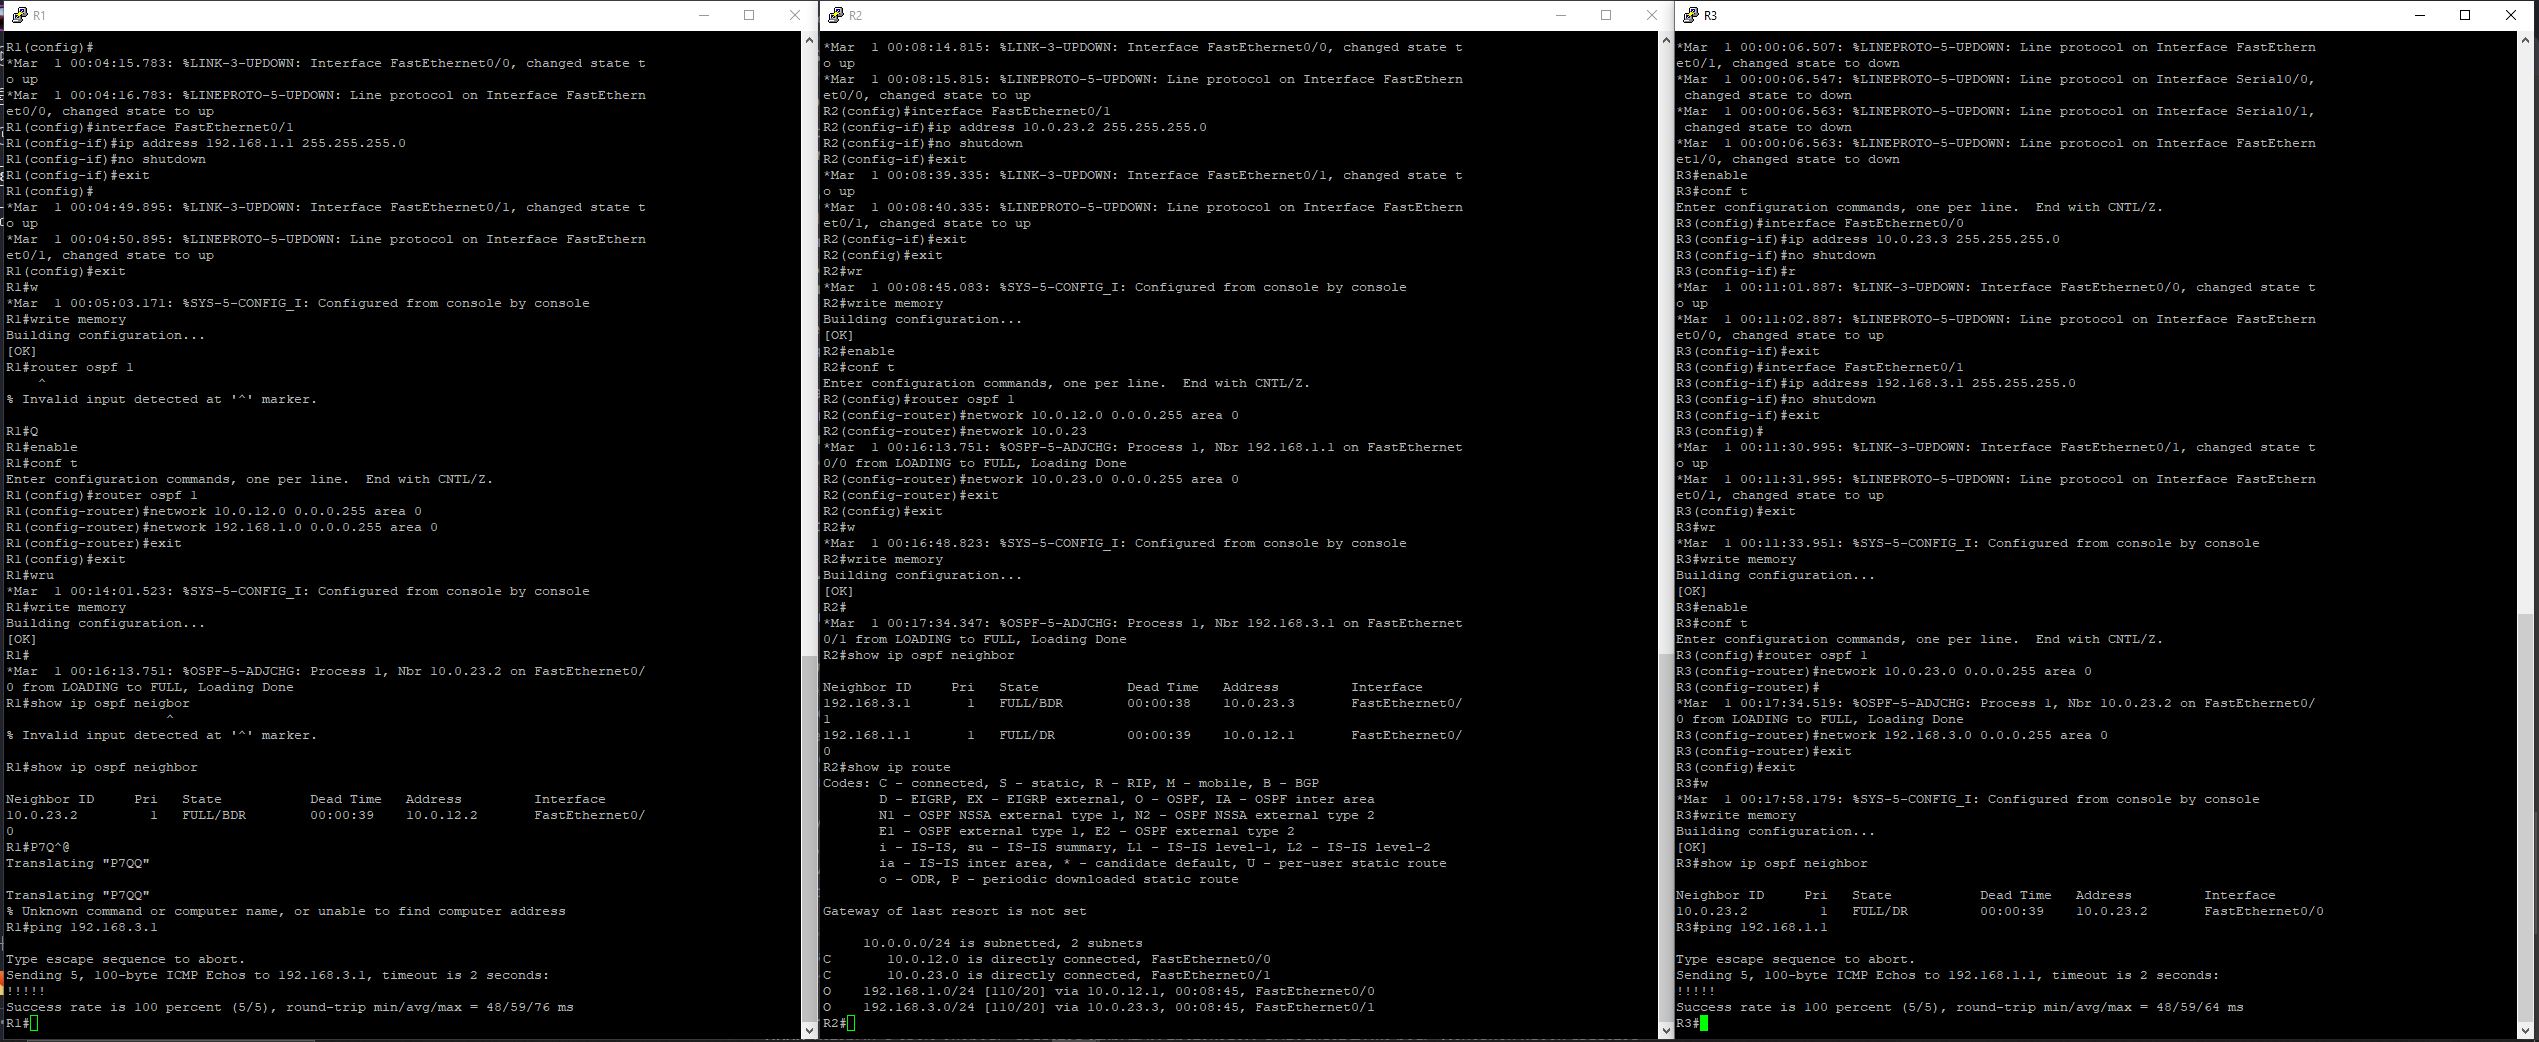 R1
R1(config)#
*Mar  1 00:04:15.783: %LINK-3-UPDOWN: Interface FastEthernet0/0, changed state t
o up
*Mar  1 00:04:16.783: %LINEPROTO-5-UPDOWN: Line protocol on Interface FastEthern
et0/0, changed state to up
R1(config)#interface FastEthernet0/1
R1(config-if)#ip address 192.168.1.1 255.255.255.0
R1(config-if)#no shutdown
R1(config-if)#exit
R1(config)#
*Mar  1 00:04:49.895: %LINK-3-UPDOWN: Interface FastEthernet0/1, changed state t
o up
*Mar  1 00:04:50.895: %LINEPROTO-5-UPDOWN: Line protocol on Interface FastEthern
et0/1, changed state to up
R1(config)#exit
R1#w
*Mar  1 00:05:03.171: %SYS-5-CONFIG_I: Configured from console by console
R1#write memory
Building configuration...
[OK]
R1#router ospf 1
^
% Invalid input detected at '^' marker.
R1#Q
R1#enable
R1#conf t
Enter configuration commands, one per line.  End with CNTL/Z.
R1(config)#router ospf 1
R1(config-router)#network 10.0.12.0 0.0.0.255 area 0
R1(config-router)#network 192.168.1.0 0.0.0.255 area 0
R1(config-router)#exit
R1(config)#exit
R1#wru
*Mar  1 00:14:01.523: %SYS-5-CONFIG_I: Configured from console by console
R1#write memory
Building configuration...
[OK]
R1#
*Mar  1 00:16:13.751: %OSPF-5-ADJCHG: Process 1, Nbr 10.0.23.2 on FastEthernet0/
0 from LOADING to FULL, Loading Done
R1#show ip ospf neigbor
^
% Invalid input detected at '^' marker.
R1#show ip ospf neighbor
Neighbor ID     Pri   State           Dead Time   Address         Interface
10.0.23.2         1   FULL/BDR        00:00:39    10.0.12.2       FastEthernet0/
0
R1#P7Q^@
Translating "P7QQ"
Translating "P7QQ"
% Unknown command or computer name, or unable to find computer address
R1#ping 192.168.3.1
Type escape sequence to abort.
Sending 5, 100-byte ICMP Echos to 192.168.3.1, timeout is 2 seconds:
!!!!!
Success rate is 100 percent (5/5), round-trip min/avg/max = 48/59/76 ms
R1#
R2
*Mar  1 00:08:14.815: %LINK-3-UPDOWN: Interface FastEthernet0/0, changed state t
o up
*Mar  1 00:08:15.815: %LINEPROTO-5-UPDOWN: Line protocol on Interface FastEthern
et0/0, changed state to up
R2(config)#interface FastEthernet0/1
R2(config-if)#ip address 10.0.23.2 255.255.255.0
R2(config-if)#no shutdown
R2(config-if)#exit
*Mar  1 00:08:39.335: %LINK-3-UPDOWN: Interface FastEthernet0/1, changed state t
o up
*Mar  1 00:08:40.335: %LINEPROTO-5-UPDOWN: Line protocol on Interface FastEthern
et0/1, changed state to up
R2(config-if)#exit
R2(config)#exit
R2#wr
*Mar  1 00:08:45.083: %SYS-5-CONFIG_I: Configured from console by console
R2#write memory
Building configuration...
[OK]
R2#enable
R2#conf t
Enter configuration commands, one per line.  End with CNTL/Z.
R2(config)#router ospf 1
R2(config-router)#network 10.0.12.0 0.0.0.255 area 0
R2(config-router)#network 10.0.23
*Mar  1 00:16:13.751: %OSPF-5-ADJCHG: Process 1, Nbr 192.168.1.1 on FastEthernet
0/0 from LOADING to FULL, Loading Done
R2(config-router)#network 10.0.23.0 0.0.0.255 area 0
R2(config-router)#exit
R2(config)#exit
R2#w
*Mar  1 00:16:48.823: %SYS-5-CONFIG_I: Configured from console by console
R2#write memory
Building configuration...
[OK]
R2#
*Mar  1 00:17:34.347: %OSPF-5-ADJCHG: Process 1, Nbr 192.168.3.1 on FastEthernet
0/1 from LOADING to FULL, Loading Done
R2#show ip ospf neighbor
Neighbor ID     Pri   State           Dead Time   Address         Interface
192.168.3.1       1   FULL/BDR        00:00:38    10.0.23.3       FastEthernet0/
1
192.168.1.1       1   FULL/DR         00:00:39    10.0.12.1       FastEthernet0/
0
R2#show ip route
Codes: C - connected, S - static, R - RIP, M - mobile, B - BGP
D - EIGRP, EX - EIGRP external, O - OSPF, IA - OSPF inter area
N1 - OSPF NSSA external type 1, N2 - OSPF NSSA external type 2
E1 - OSPF external type 1, E2 - OSPF external type 2
i - IS-IS, su - IS-IS summary, L1 - IS-IS level-1, L2 - IS-IS level-2
ia - IS-IS inter area, * - candidate default, U - per-user static route
o - ODR, P - periodic downloaded static route
Gateway of last resort is not set
10.0.0.0/24 is subnetted, 2 subnets
C       10.0.12.0 is directly connected, FastEthernet0/0
C       10.0.23.0 is directly connected, FastEthernet0/1
O    192.168.1.0/24 [110/20] via 10.0.12.1, 00:08:45, FastEthernet0/0
O    192.168.3.0/24 [110/20] via 10.0.23.3, 00:08:45, FastEthernet0/1
R2#
R3
*Mar  1 00:00:06.507: %LINEPROTO-5-UPDOWN: Line protocol on Interface FastEthern
et0/1, changed state to down
*Mar  1 00:00:06.547: %LINEPROTO-5-UPDOWN: Line protocol on Interface Serial0/0,
changed state to down
*Mar  1 00:00:06.563: %LINEPROTO-5-UPDOWN: Line protocol on Interface Serial0/1,
changed state to down
*Mar  1 00:00:06.563: %LINEPROTO-5-UPDOWN: Line protocol on Interface FastEthern
et1/0, changed state to down
R3#enable
R3#conf t
Enter configuration commands, one per line.  End with CNTL/Z.
R3(config)#interface FastEthernet0/0
R3(config-if)#ip address 10.0.23.3 255.255.255.0
R3(config-if)#no shutdown
R3(config-if)#r
*Mar  1 00:11:01.887: %LINK-3-UPDOWN: Interface FastEthernet0/0, changed state t
o up
*Mar  1 00:11:02.887: %LINEPROTO-5-UPDOWN: Line protocol on Interface FastEthern
et0/0, changed state to up
R3(config-if)#exit
R3(config)#interface FastEthernet0/1
R3(config-if)#ip address 192.168.3.1 255.255.255.0
R3(config-if)#no shutdown
R3(config-if)#exit
R3(config)#
*Mar  1 00:11:30.995: %LINK-3-UPDOWN: Interface FastEthernet0/1, changed state t
o up
*Mar  1 00:11:31.995: %LINEPROTO-5-UPDOWN: Line protocol on Interface FastEthern
et0/1, changed state to up
R3(config)#exit
R3#wr
*Mar  1 00:11:33.951: %SYS-5-CONFIG_I: Configured from console by console
R3#write memory
Building configuration...
[OK]
R3#enable
R3#conf t
Enter configuration commands, one per line.  End with CNTL/Z.
R3(config)#router ospf 1
R3(config-router)#network 10.0.23.0 0.0.0.255 area 0
R3(config-router)#
*Mar  1 00:17:34.519: %OSPF-5-ADJCHG: Process 1, Nbr 10.0.23.2 on FastEthernet0/
0 from LOADING to FULL, Loading Done
R3(config-router)#network 192.168.3.0 0.0.0.255 area 0
R3(config-router)#exit
R3(config)#exit
R3#w
*Mar  1 00:17:58.179: %SYS-5-CONFIG_I: Configured from console by console
R3#write memory
Building configuration...
[OK]
R3#show ip ospf neighbor
Neighbor ID     Pri   State           Dead Time   Address         Interface
10.0.23.2         1   FULL/DR         00:00:39    10.0.23.2       FastEthernet0/0
R3#ping 192.168.1.1
Type escape sequence to abort.
Sending 5, 100-byte ICMP Echos to 192.168.1.1, timeout is 2 seconds:
!!!!!
Success rate is 100 percent (5/5), round-trip min/avg/max = 48/59/64 ms
R3#